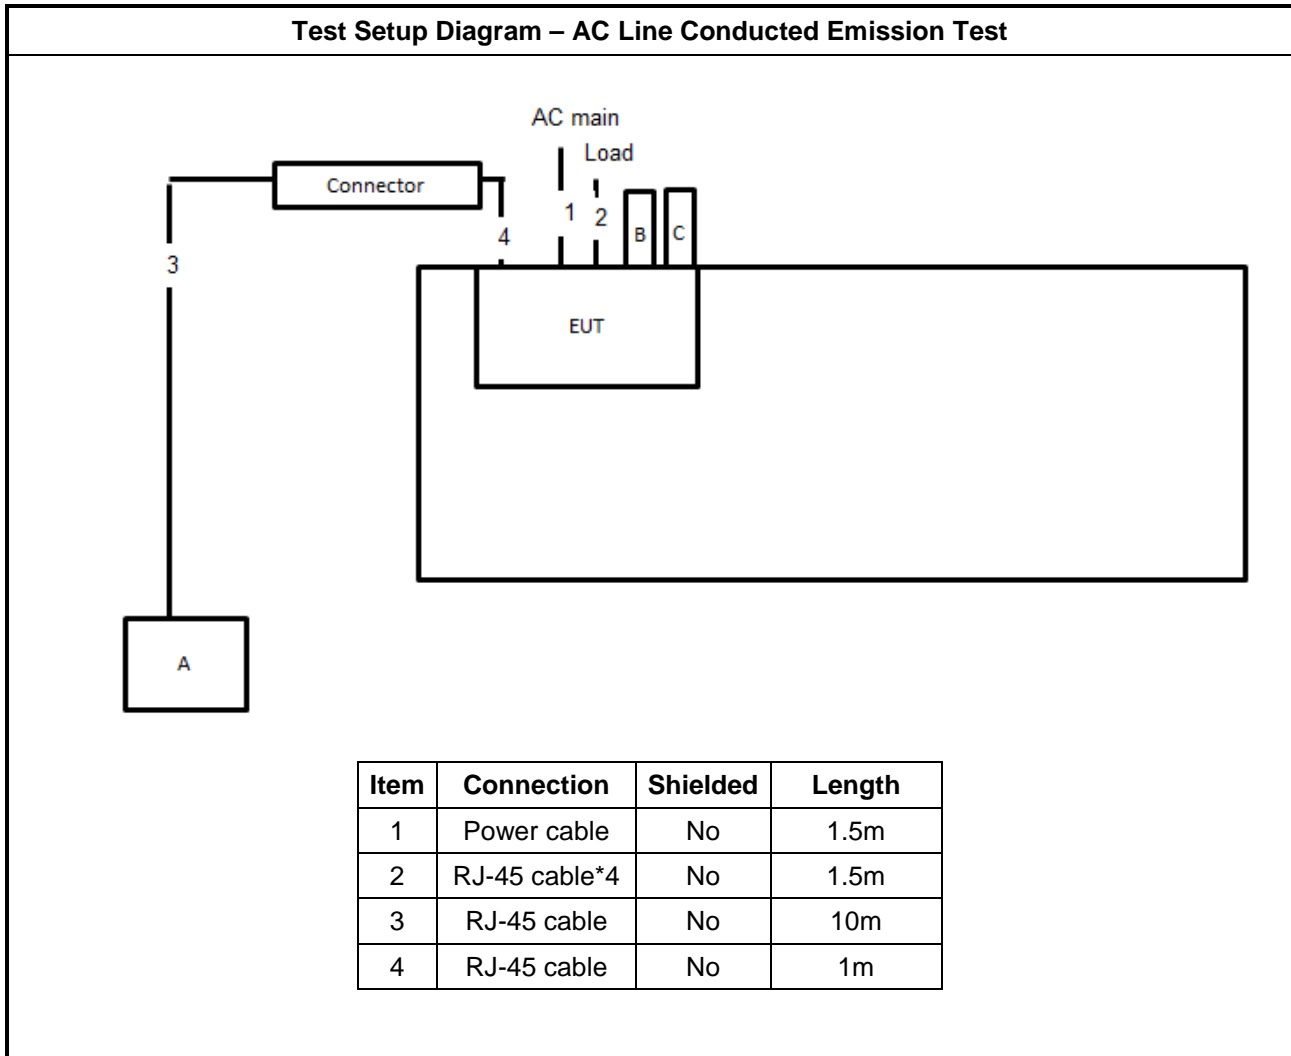 Test Setup Diagram – AC Line Conducted Emission Test
AC main
Load
Connector
1
2
B
C
4
3
EUT
A
Item Connection Shielded Length
1 Power cable No 1.5m
2 RJ-45 cable*4 No 1.5m
3 RJ-45 cable No 10m
4 RJ-45 cable No 1m